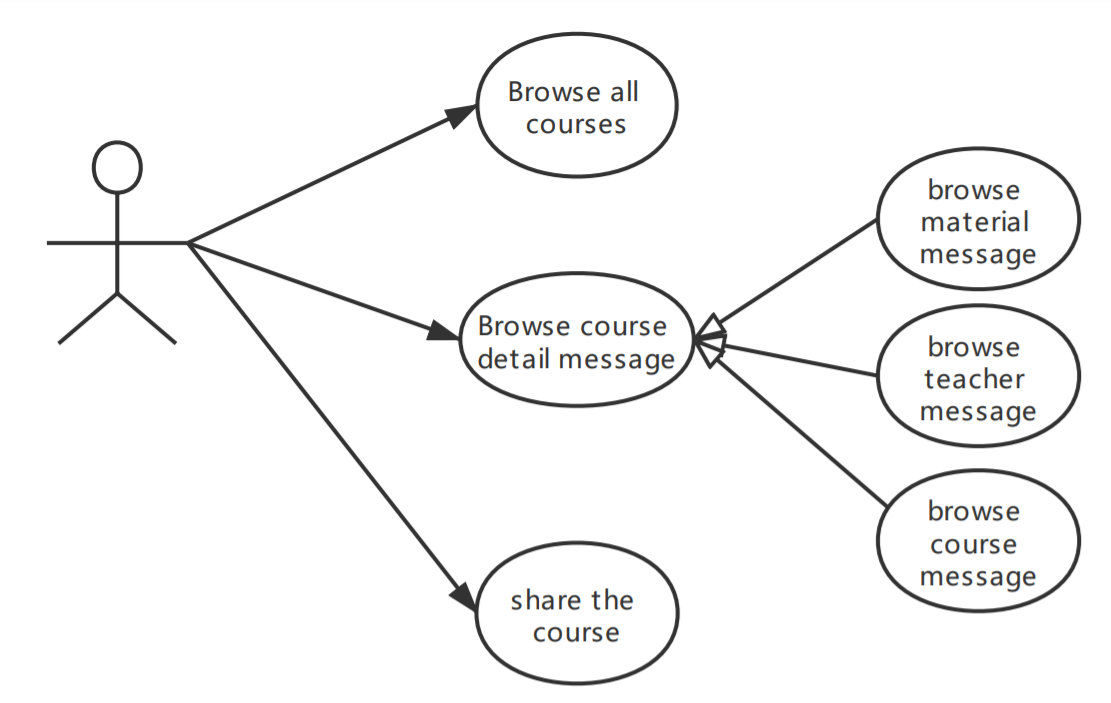 Browse all
courses
Browse course
detail message
share the
course
browse
material
message
browse
teacher
message
browse
course
message